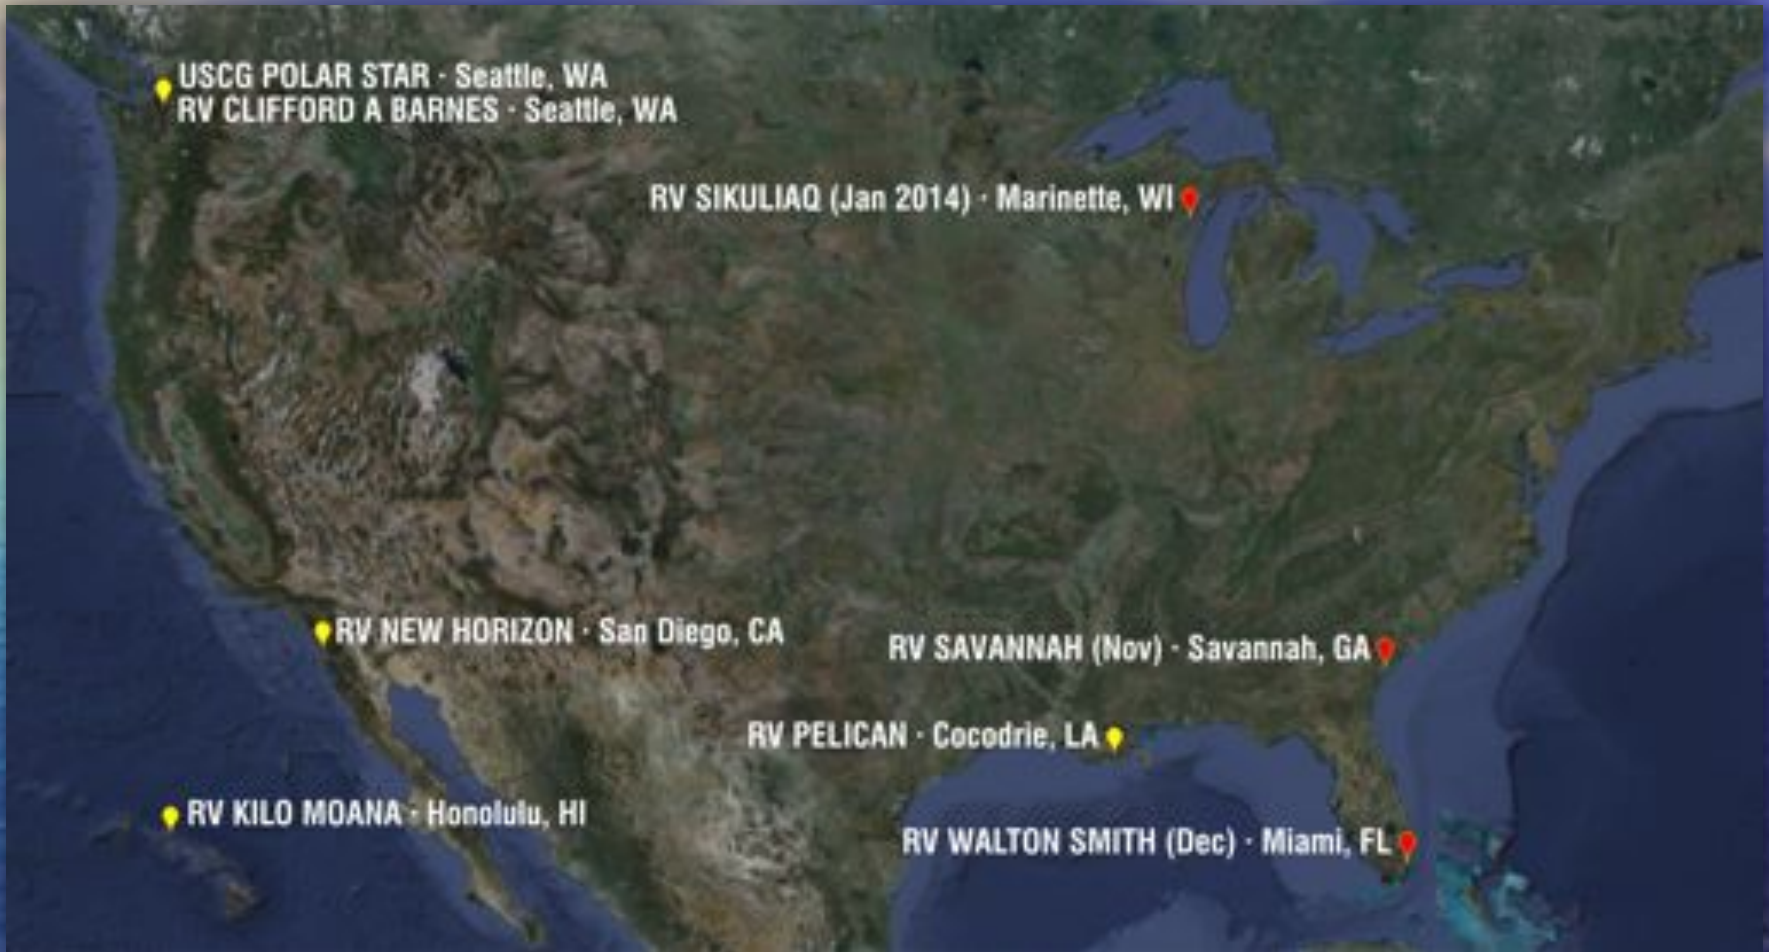 USCG POLAR STAR · Seattle, WA
RV CLIFFORD A BARNES · Seattle, WA
RV SIKULIAQ (Jan 2014) · Marinette, WI
RV NEW HORIZON · San Diego, CA
RV SAVANNAH (Nov) · Savannah, GA
RV PELICAN · Cocodrie, LA
RV KILO MOANA · Honolulu, HI
RV WALTON SMITH (Dec) · Miami, FL